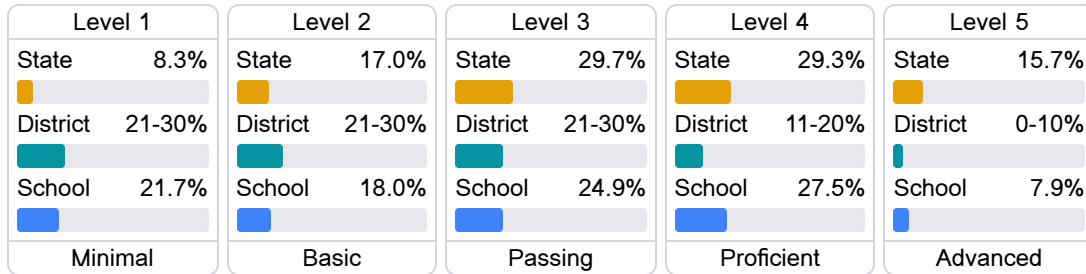 Level 1
State 8.3%
District 21-30%
School 21.7%
Minimal
Level 2
State 17.0%
District 21-30%
School 18.0%
Basic
Level 3
State 29.7%
District 21-30%
School 24.9%
Passing
Level 4
State 29.3%
District 11-20%
School 27.5%
Proficient
Level 5
State 15.7%
District 0-10%
School 7.9%
Advanced